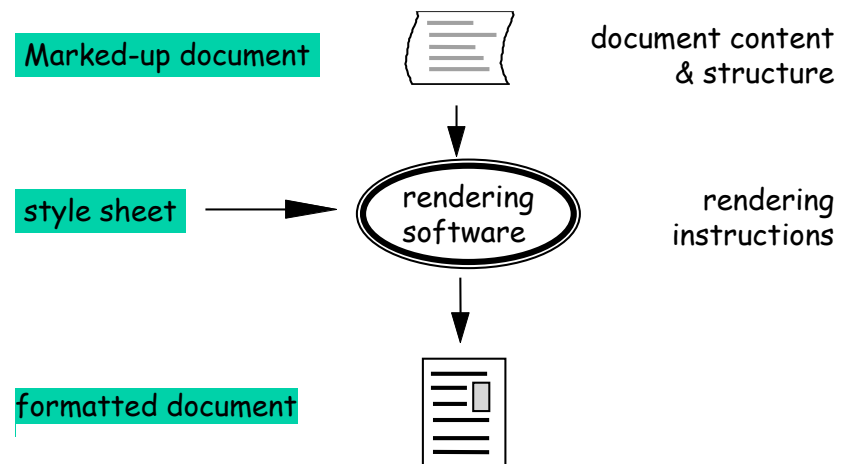 Marked-up document
document content
& structure
style sheet
rendering
software
rendering
instructions
formatted document